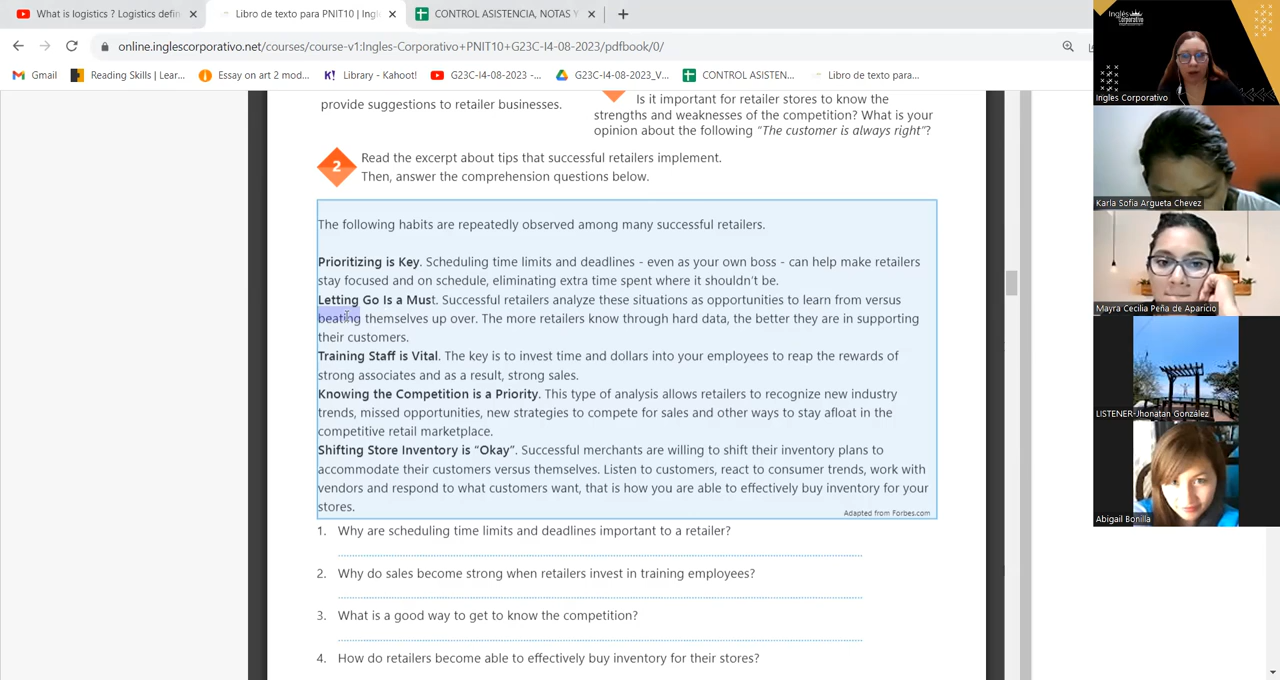 What is logistics ? Logistics defin
Libro de texto para PNIT10 | Ingl
CONTROL ASISTENCIA, NOTAS Y
online.inglescorporativo.net/courses/course-v1:Ingles-Corporativo+PNIT10+G23C-I4-08-2023/pdfbook/0/
Gmail
Reading Skills | Lear...
Essay on art 2 mod...
Library - Kahoot!
G23C-I4-08-2023 -...
G23C-I4-08-2023_V...
CONTROL ASISTEN...
Libro de texto para...
provide suggestions to retailer businesses.
Is it important for retailer stores to know the
strengths and weaknesses of the competition? What is your
opinion about the following "The customer is always right"?
2
Read the excerpt about tips that successful retailers implement.
Then, answer the comprehension questions below.
The following habits are repeatedly observed among many successful retailers.
Prioritizing is Key. Scheduling time limits and deadlines - even as your own boss - can help make retailers
stay focused and on schedule, eliminating extra time spent where it shouldn't be.
Letting Go Is a Must. Successful retailers analyze these situations as opportunities to learn from versus
beating themselves up over. The more retailers know through hard data, the better they are in supporting
their customers.
Training Staff is Vital. The key is to invest time and dollars into your employees to reap the rewards of
strong associates and as a result, strong sales.
Knowing the Competition is a Priority. This type of analysis allows retailers to recognize new industry
trends, missed opportunities, new strategies to compete for sales and other ways to stay afloat in the
competitive retail marketplace.
Shifting Store Inventory is "Okay". Successful merchants are willing to shift their inventory plans to
accommodate their customers versus themselves. Listen to customers, react to consumer trends, work with
vendors and respond to what customers want, that is how you are able to effectively buy inventory for your
stores.
Adapted from Forbes.com
1. Why are scheduling time limits and deadlines important to a retailer?
2. Why do sales become strong when retailers invest in training employees?
3. What is a good way to get to know the competition?
4. How do retailers become able to effectively buy inventory for their stores?
Inglés
Corporativo
Ingles Corporativo
Karla Sofia Argueta Chevez
Mayra Cecilia Peña de Aparicio
LISTENER-Jhonatan González
Abigail Bonilla